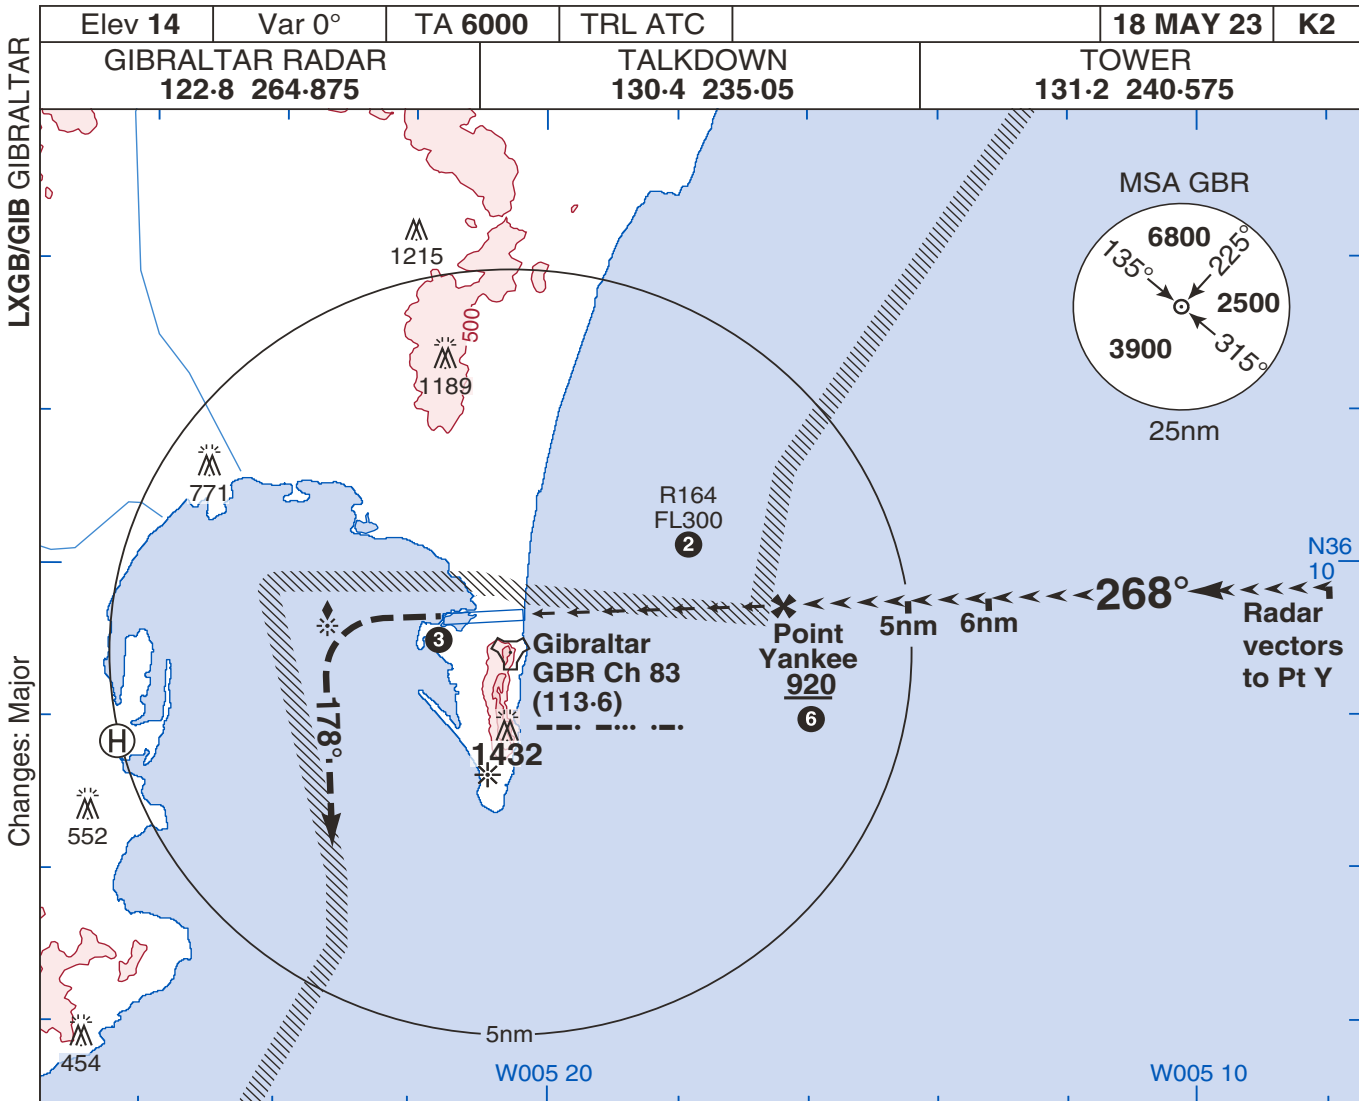 Elev 14
Var 0°
TA 6000
TRL ATC
18 MAY 23
K2
GIBRALTAR RADAR
122·8 264·875
TALKDOWN
130·4 235·05
TOWER
131·2 240·575
LXGB/GIB GIBRALTAR
Changes: Major
MSA GBR
6800
135°
225°
2500
3900
315°
25nm
1215
500
1189
771
R164
FL300
2
N36
10
268°
Radar
vectors
to Pt Y
5nm
6nm
Point
Yankee
920
6
3
Gibraltar
GBR Ch 83
(113·6)
178°
1432
H
552
454
5nm
W005 20
W005 10